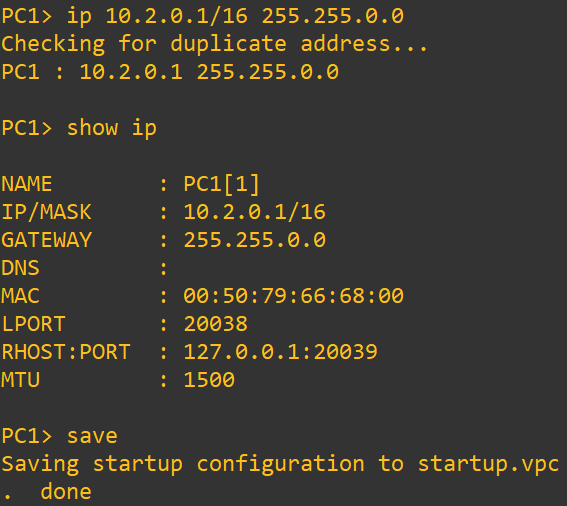 PC1> ip 10.2.0.1/16 255.255.0.0
Checking for duplicate address...
PC1 : 10.2.0.1 255.255.0.0
PC1> show ip
NAME        : PC1[1]
IP/MASK     : 10.2.0.1/16
GATEWAY     : 255.255.0.0
DNS         :
MAC         : 00:50:79:66:68:00
LPORT       : 20038
RHOST:PORT  : 127.0.0.1:20039
MTU         : 1500
PC1> save
Saving startup configuration to startup.vpc
.  done